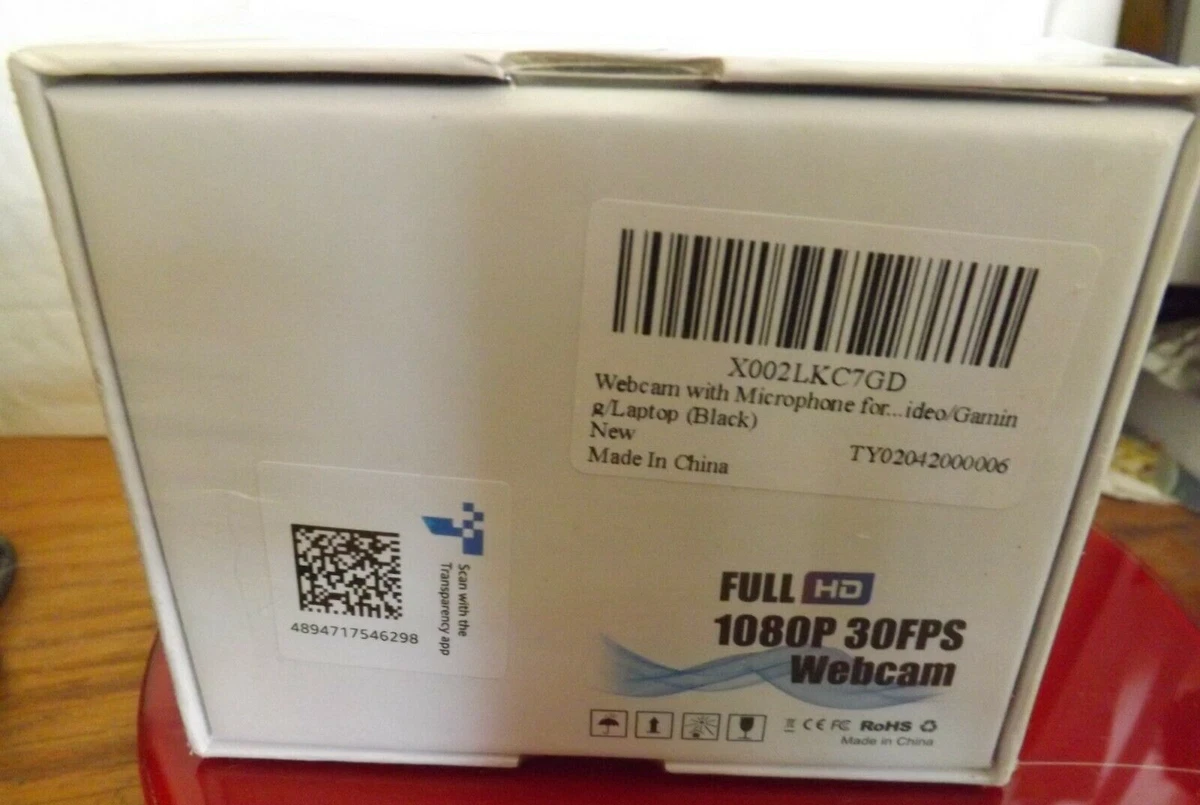 X002LKC7GD
Webcam with Microphone for...ideo/Gamin
g/Laptop (Black)
New
Made In China TY02042000006
Scan with the
Transparency app
4894717546298
FULL HD
1080P 30FPS
Webcam
CE FC RoHS
Made in China